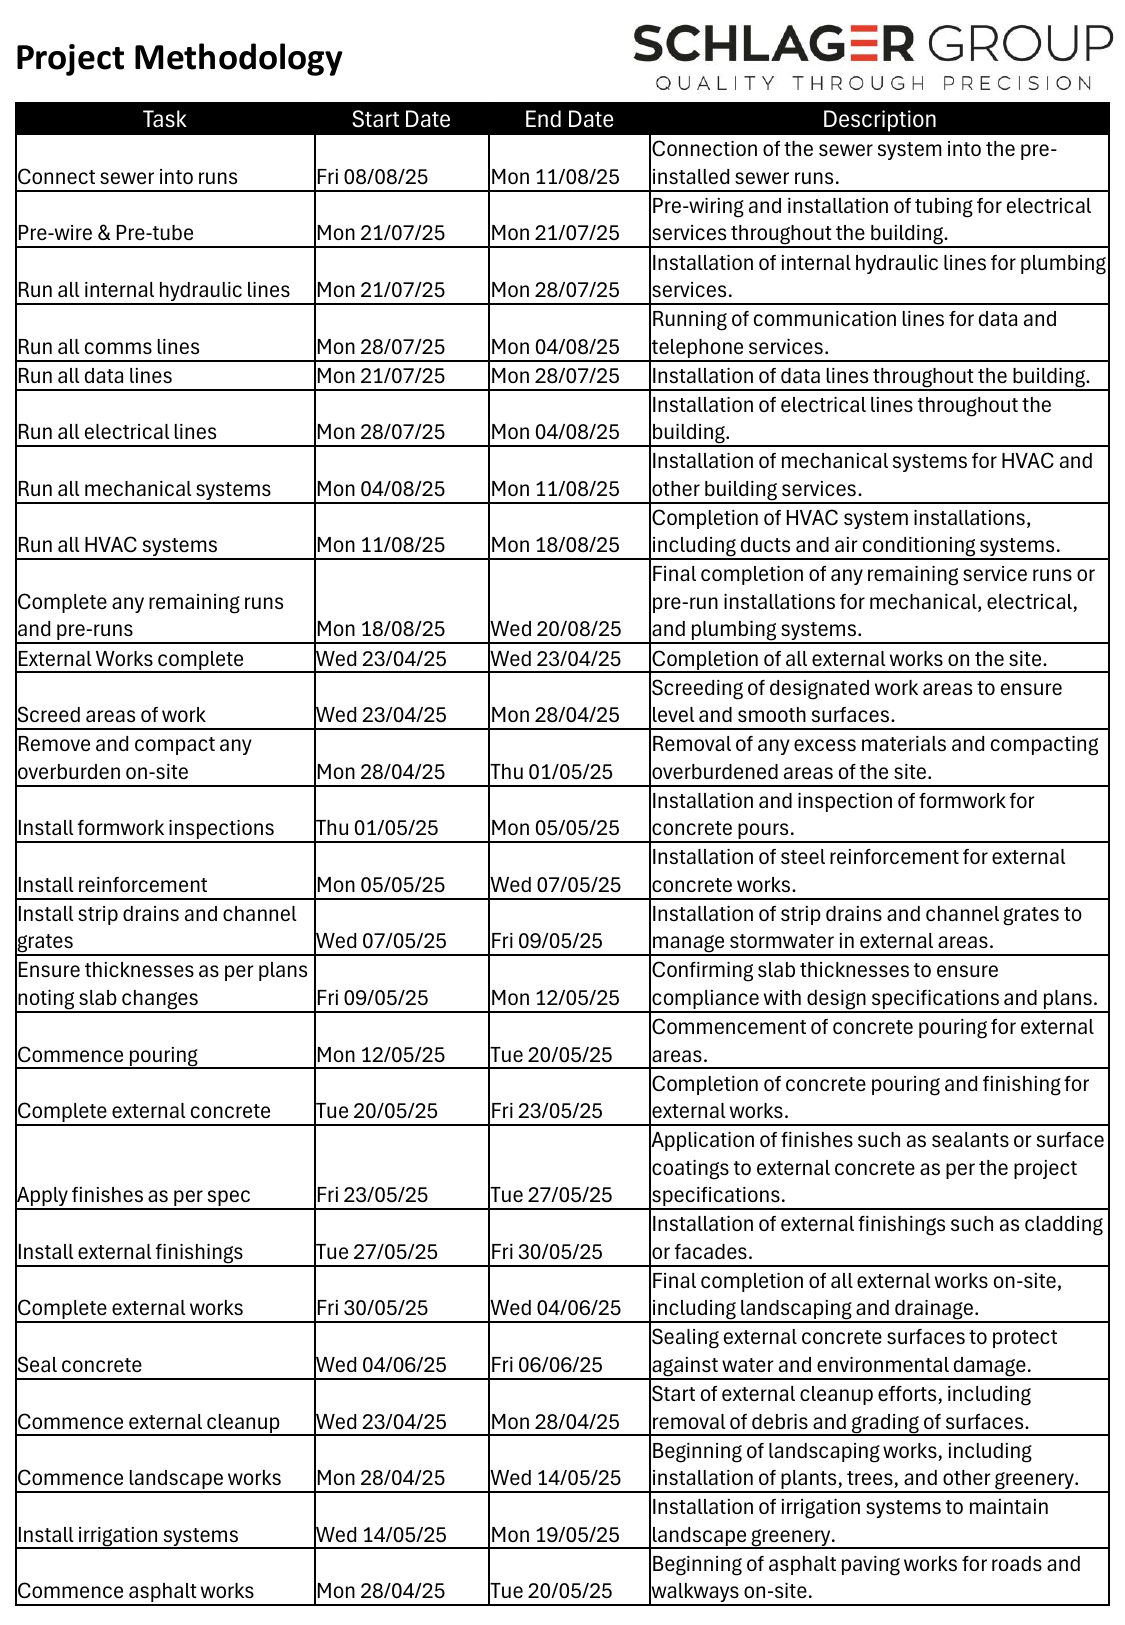 Project Methodology
SCHLAGER GROUP
QUALITY THROUGH PRECISION
Task Start Date End Date Description
Connection of the sewer system into the pre-
Connect sewer into runs Fri 08/08/25 Mon 11/08/25 installed sewer runs.
Pre-wiring and installation of tubing for electrical
Pre-wire & Pre-tube Mon 21/07/25 Mon 21/07/25 services throughout the building.
Installation of internal hydraulic lines for plumbing
Run all internal hydraulic lines Mon 21/07/25 Mon 28/07/25 services.
Running of communication lines for data and
Run all comms lines Mon 28/07/25 Mon 04/08/25 telephone services.
Run all data lines Mon 21/07/25 Mon 28/07/25 Installation of data lines throughout the building.
Installation of electrical lines throughout the
Run all electrical lines Mon 28/07/25 Mon 04/08/25 building.
Installation of mechanical systems for HVAC and
Run all mechanical systems Mon 04/08/25 Mon 11/08/25 other building services.
Completion of HVAC system installations,
Run all HVAC systems Mon 11/08/25 Mon 18/08/25 including ducts and air conditioning systems.
Final completion of any remaining service runs or
Complete any remaining runs pre-run installations for mechanical, electrical,
and pre-runs Mon 18/08/25 Wed 20/08/25 and plumbing systems.
External Works complete Wed 23/04/25 Wed 23/04/25 Completion of all external works on the site.
Screeding of designated work areas to ensure
Screed areas of work Wed 23/04/25 Mon 28/04/25 level and smooth surfaces.
Remove and compact any Removal of any excess materials and compacting
overburden on-site Mon 28/04/25 Thu 01/05/25 overburdened areas of the site.
Installation and inspection of formwork for
Install formwork inspections Thu 01/05/25 Mon 05/05/25 concrete pours.
Installation of steel reinforcement for external
Install reinforcement Mon 05/05/25 Wed 07/05/25 concrete works.
Install strip drains and channel Installation of strip drains and channel grates to
grates Wed 07/05/25 Fri 09/05/25 manage stormwater in external areas.
Ensure thicknesses as per plans Confirming slab thicknesses to ensure
noting slab changes Fri 09/05/25 Mon 12/05/25 compliance with design specifications and plans.
Commencement of concrete pouring for external
Commence pouring Mon 12/05/25 Tue 20/05/25 areas.
Completion of concrete pouring and finishing for
Complete external concrete Tue 20/05/25 Fri 23/05/25 external works.
Application of finishes such as sealants or surface
coatings to external concrete as per the project
Apply finishes as per spec Fri 23/05/25 Tue 27/05/25 specifications.
Installation of external finishings such as cladding
Install external finishings Tue 27/05/25 Fri 30/05/25 or facades.
Final completion of all external works on-site,
Complete external works Fri 30/05/25 Wed 04/06/25 including landscaping and drainage.
Sealing external concrete surfaces to protect
Seal concrete Wed 04/06/25 Fri 06/06/25 against water and environmental damage.
Start of external cleanup efforts, including
Commence external cleanup Wed 23/04/25 Mon 28/04/25 removal of debris and grading of surfaces.
Beginning of landscaping works, including
Commence landscape works Mon 28/04/25 Wed 14/05/25 installation of plants, trees, and other greenery.
Installation of irrigation systems to maintain
Install irrigation systems Wed 14/05/25 Mon 19/05/25 landscape greenery.
Beginning of asphalt paving works for roads and
Commence asphalt works Mon 28/04/25 Tue 20/05/25 walkways on-site.